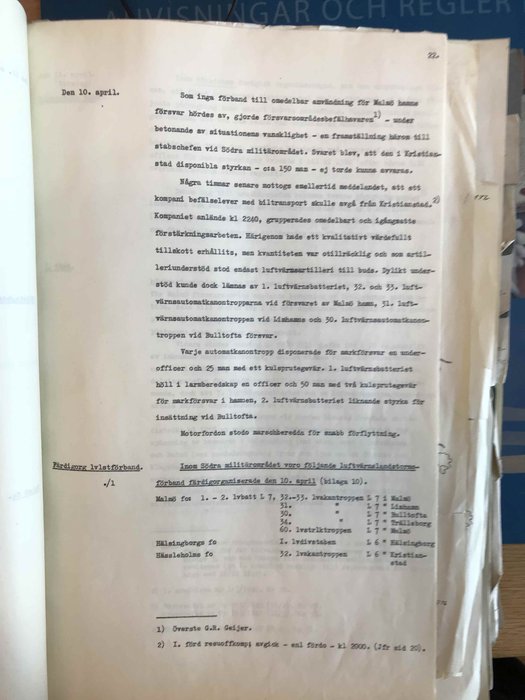 ANVISNINGAR OCH REGLER
22.
Den 10. april.
Som inga förband till omedelbar användning för Malmö hamns
försvar hördes av, gjorde försvarsområdesbefälhavaren1) - under
betonande av situationens vansklighet - en framställning härom till
stabschefen vid Södra militärområdet. Svaret blev, att den i Kristian-
stad disponibla styrkan - c:a 150 man - ej torde kunna avvaras.
Några timmar senare mottogs emellertid meddelandet, att ett
kompani befälselever med biltransport skulle avgå från Kristianstad.2)
Kompaniet anlände kl 2240, grupperades omedelbart och igångsatte
förstärkningsarbeten. Härigenom hade ett kvalitativt värdefullt
tillskott erhållits, men kvantiteten var otillräcklig och som artil-
leriunderstöd stod endast luftvärnsartilleri till buds. Dylikt under-
stöd kunde dock lämnas av 1. luftvärnsbatteriet, 32. och 33. luft-
värnsautomatkanontropparna vid försvaret av Malmö hamn, 31. luft-
värnsautomatkanontroppen vid Limhamns och 30. luftvärnsautomatkanon-
troppen vid Bulltofta försvar.
Varje automatkanontropp disponerade för markförsvar en under-
officer och 25 man med ett kulsprutegevär. 1. luftvärnsbatteriet
höll i larmberedskap en officer och 50 man med två kulsprutegevär
för markförsvar i hamnen, 2. luftvärnsbatteriet liknande styrka för
insättning vid Bulltofta.
Motorfordon stodo marschberedda för snabb förflyttning.
Färdigorg lvlstförband.
./1
Inom Södra militärområdet voro följande luftvärnslandstorms-
förband färdigorganiserade den 10. april (bilaga 10).
Malmö fo: 1. - 2. lvbatt L 7, 32.-33. lvakantroppen L 7 i Malmö
31. " L 7 " Limhamn
30. " L 7 " Bulltofta
34. " L 7 " Trälleborg
60. lvstrlktroppen L 7 " Malmö
Hälsingborgs fo I. lvdivstaben L 6 " Hälsingborg
Hässleholms fo 32. lvakantroppen L 6 " Kristian-
stad
1) Överste G.R. Geijer.
2) I. förd resuoffkomp; avgick - enl fördo - kl 2000. (Jfr sid 20).